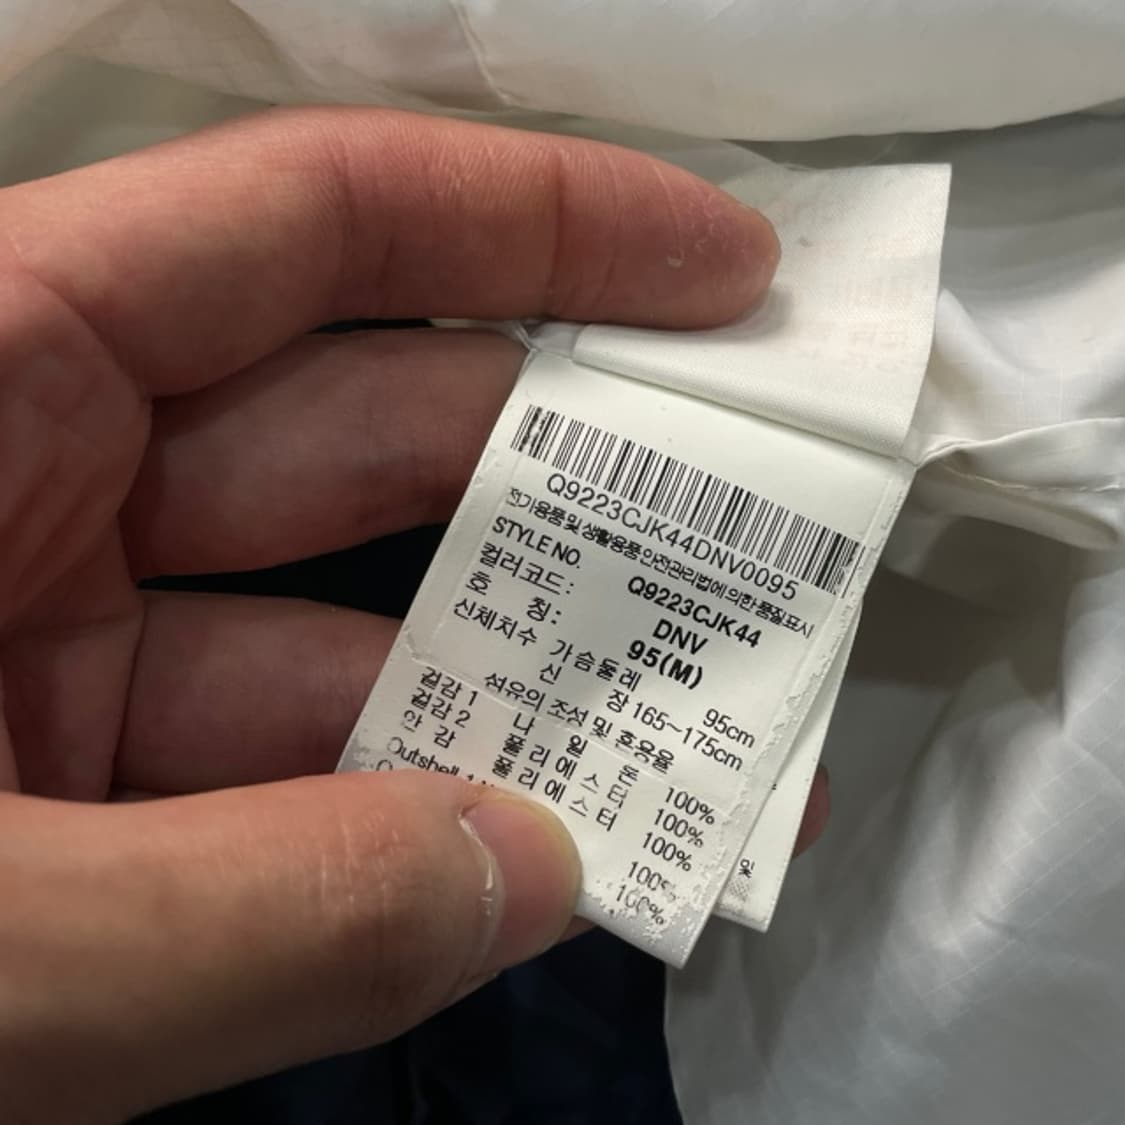 Q9223CJK44DNV0095
전기용품 및 생활용품 안전관리법에 의한 품질표시
STYLE NO. Q9223CJK44
컬러코드: DNV
호 칭: 95(M)
신체치수 가슴둘레 95cm
신 장 165~175cm
섬유의 조성 및 혼용율
겉감 1 나 일 론 100%
겉감 2 폴 리 에 스 터 100%
안 감 폴 리 에 스 터 100%
Outshell 100%
100%
및